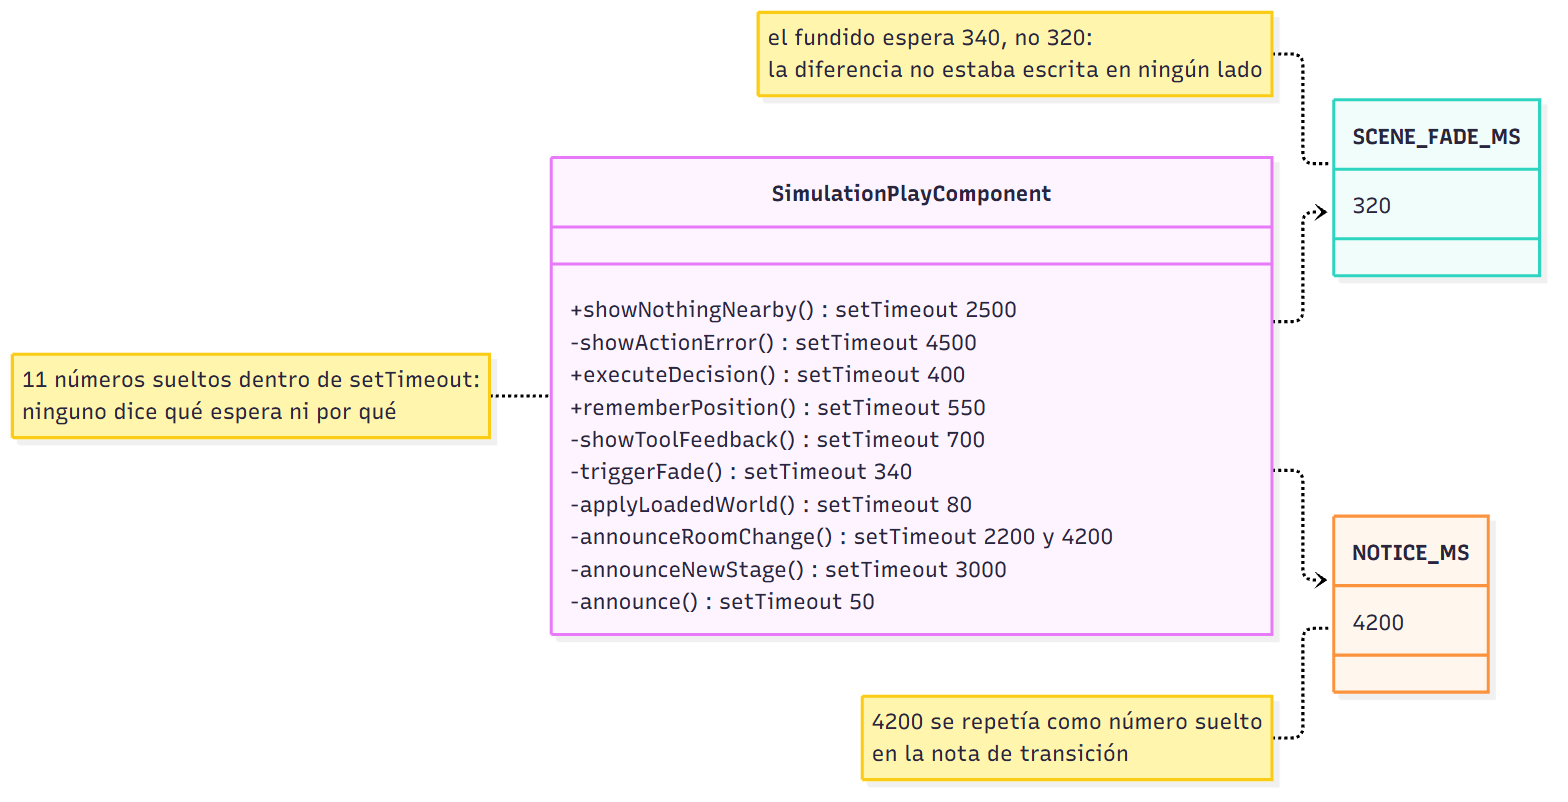 el fundido espera 340, no 320:
la diferencia no estaba escrita en ningún lado
SCENE_FADE_MS
320
SimulationPlayComponent
+showNothingNearby() : setTimeout 2500
-showActionError() : setTimeout 4500
+executeDecision() : setTimeout 400
+rememberPosition() : setTimeout 550
-showToolFeedback() : setTimeout 700
-triggerFade() : setTimeout 340
-applyLoadedWorld() : setTimeout 80
-announceRoomChange() : setTimeout 2200 y 4200
-announceNewStage() : setTimeout 3000
-announce() : setTimeout 50
11 números sueltos dentro de setTimeout:
ninguno dice qué espera ni por qué
NOTICE_MS
4200
4200 se repetía como número suelto
en la nota de transición